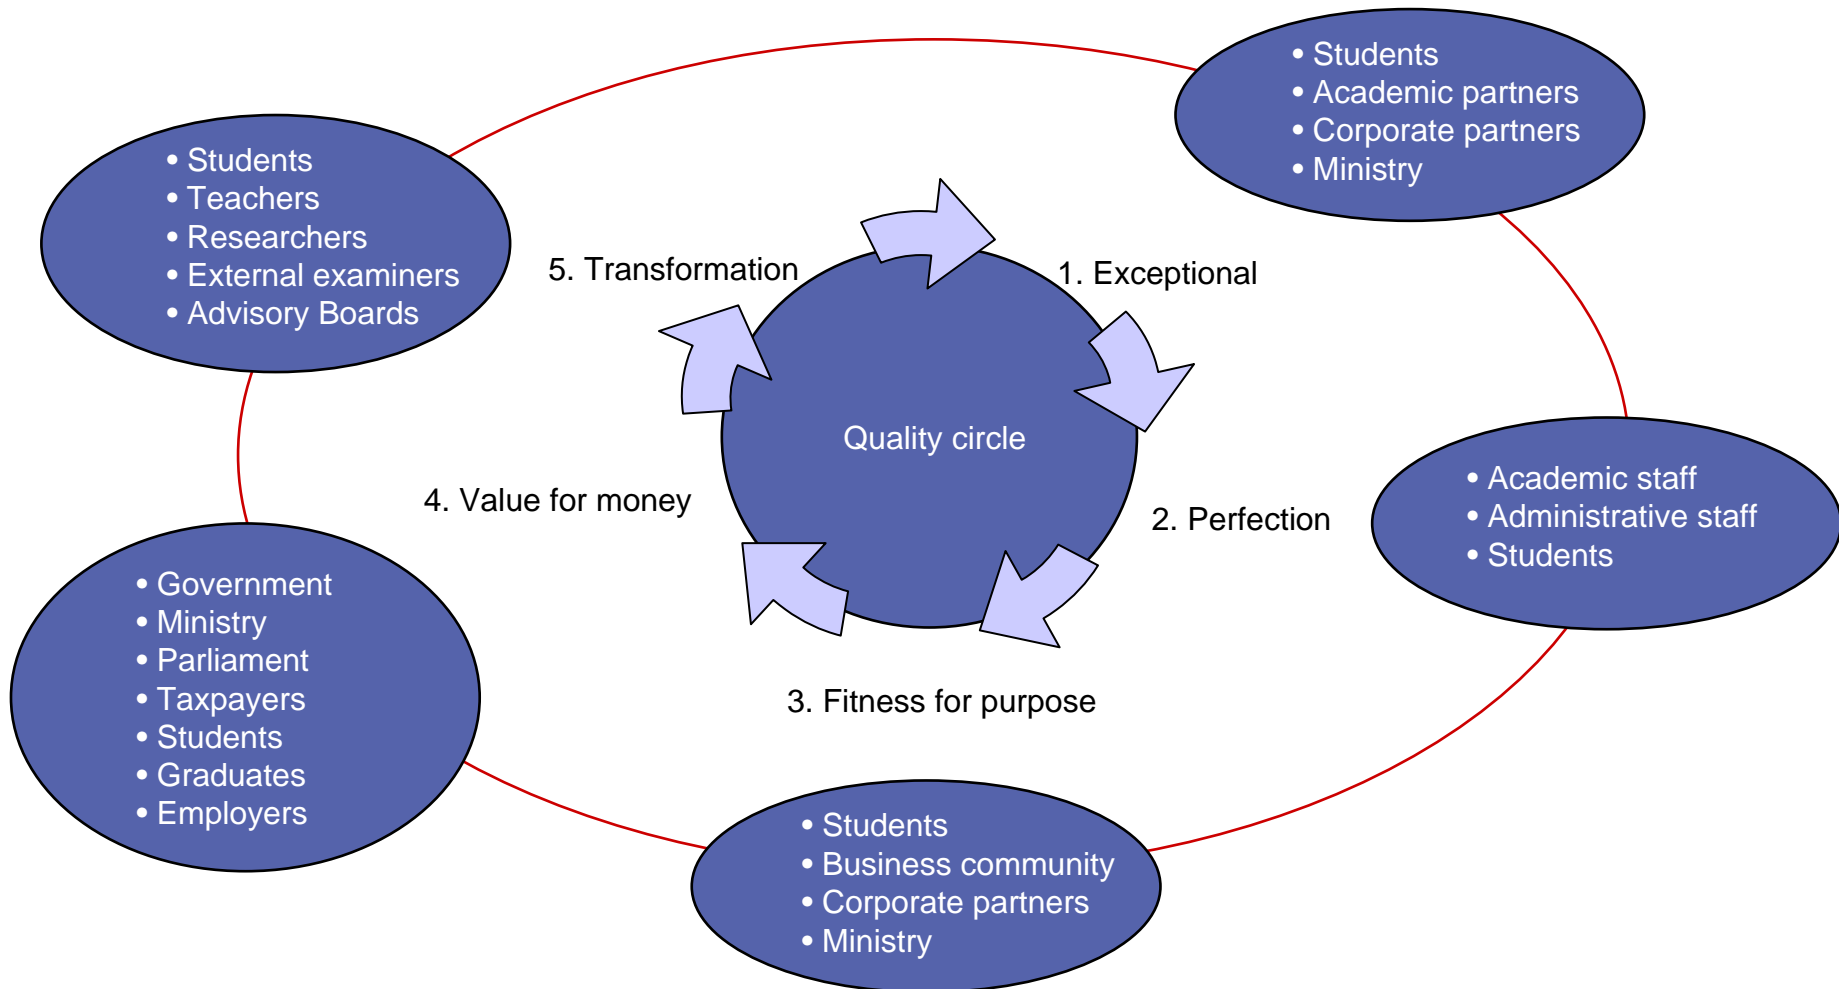 • Students
• Academic partners
• Corporate partners
• Ministry
• Students
• Teachers
• Researchers
• External examiners
• Advisory Boards
5. Transformation
1. Exceptional
Quality circle
4. Value for money
2. Perfection
• Academic staff
• Administrative staff
• Students
• Government
• Ministry
• Parliament
• Taxpayers
• Students
• Graduates
• Employers
3. Fitness for purpose
• Students
• Business community
• Corporate partners
• Ministry